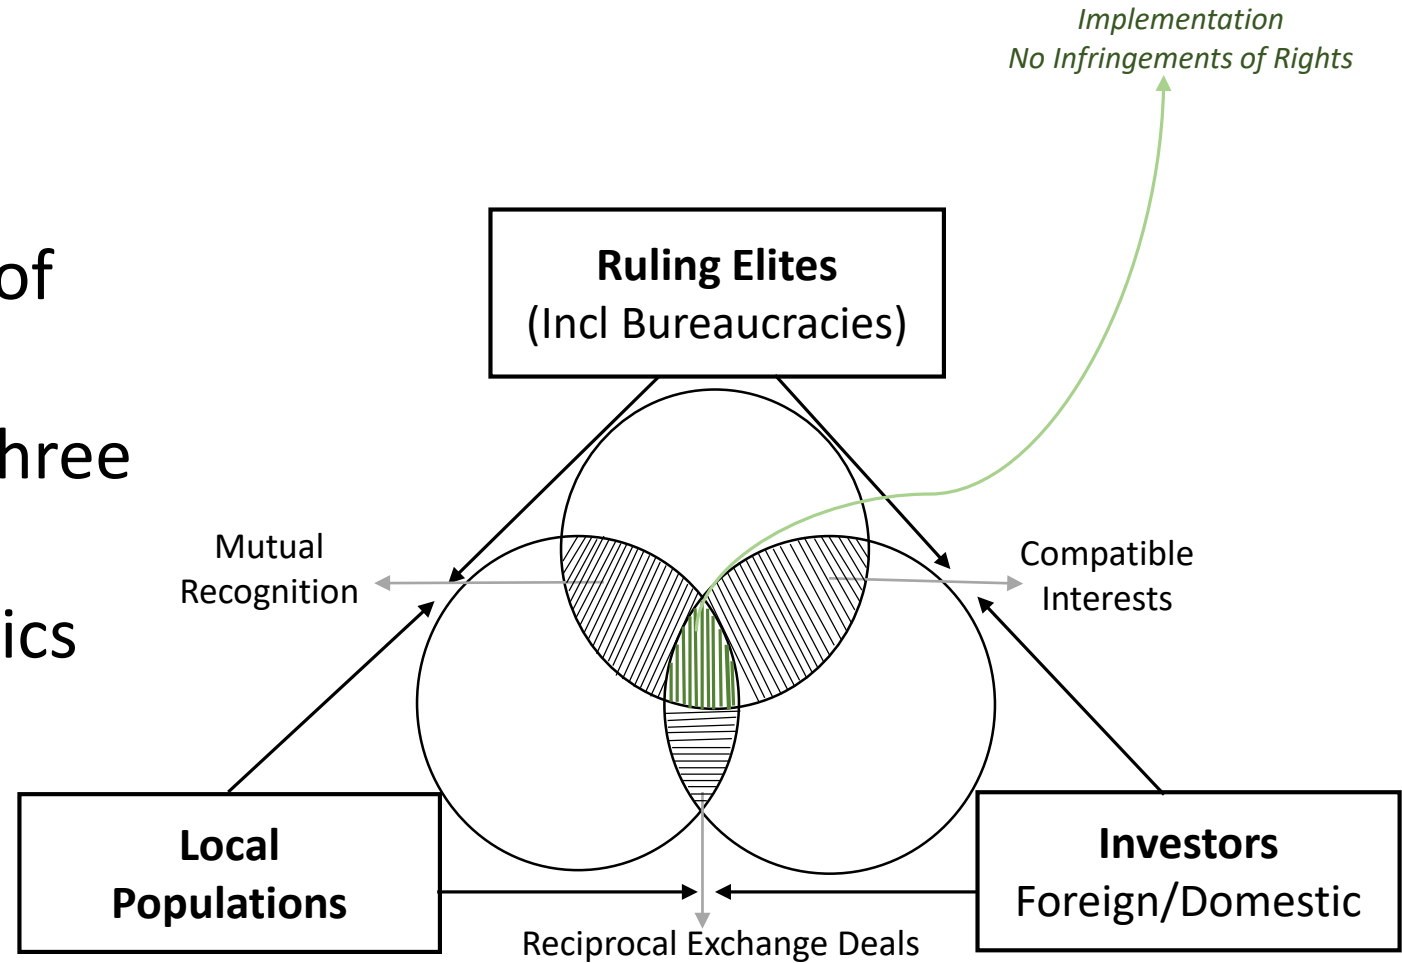 Implementation
No Infringements of Rights
of
Ruling Elites
(Incl Bureaucracies)
hree
Mutual
Recognition
Compatible
Interests
ics
Local
Populations
Investors
Foreign/Domestic
Reciprocal Exchange Deals